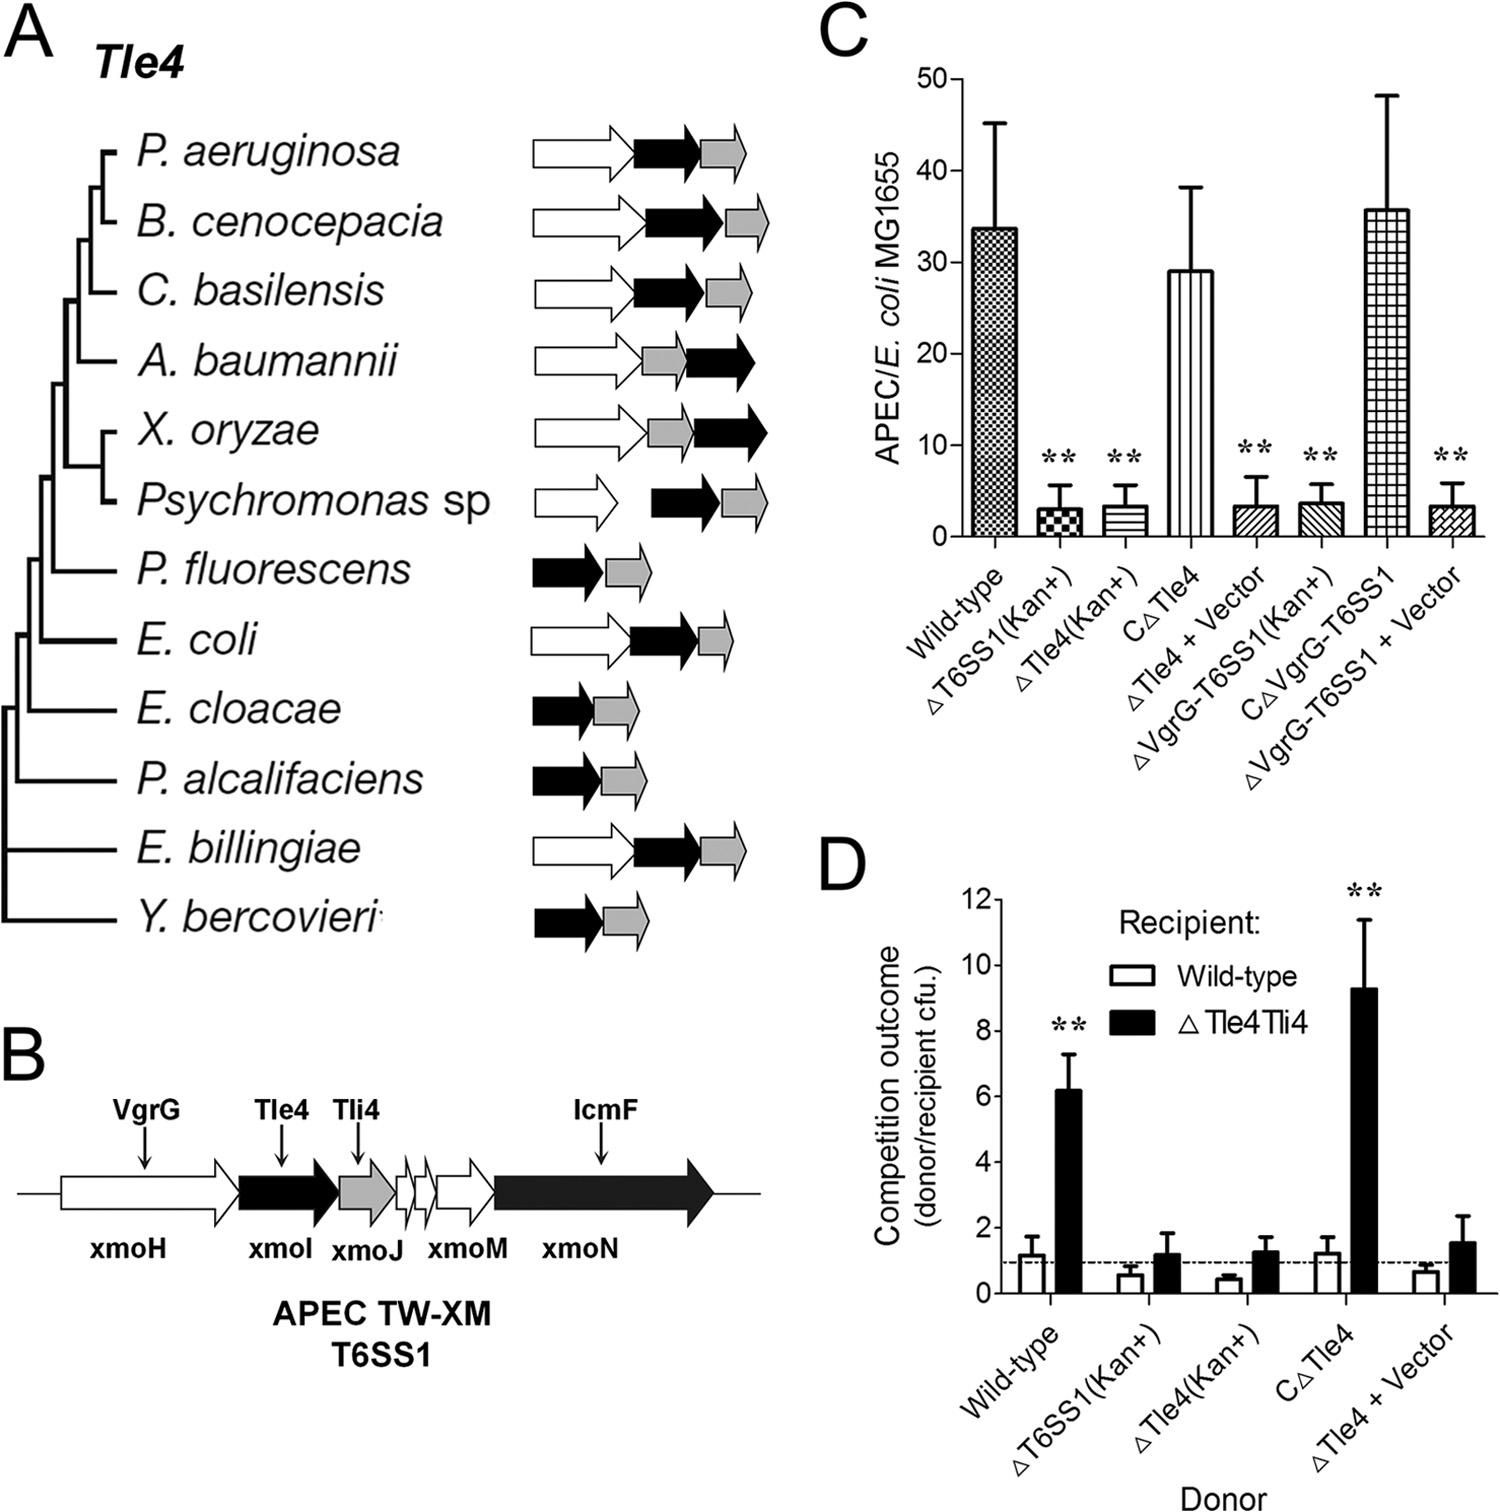 A
Tle4
P. aeruginosa
B. cenocepacia
C. basilensis
A. baumannii
X. oryzae
Psychromonas sp
P. fluorescens
E. coli
E. cloacae
P. alcalifaciens
E. billingiae
Y. bercovieri
B
VgrG Tle4 Tli4 IcmF
xmoH xmoI xmoJ xmoM xmoN
APEC TW-XM
T6SS1
C
APEC/E. coli MG1655
50
40
30
20
10
0
** ** ** ** **
Wild-type
△T6SS1(Kan+)
△Tle4(Kan+)
C△Tle4
△Tle4 + Vector
△VgrG-T6SS1(Kan+)
C△VgrG-T6SS1
△VgrG-T6SS1 + Vector
D
Competition outcome
(donor/recipient cfu.)
12
10
8
6
4
2
0
Recipient:
Wild-type
△ Tle4Tli4
** **
Wild-type
△T6SS1(Kan+)
△Tle4(Kan+)
C△Tle4
△Tle4 + Vector
Donor